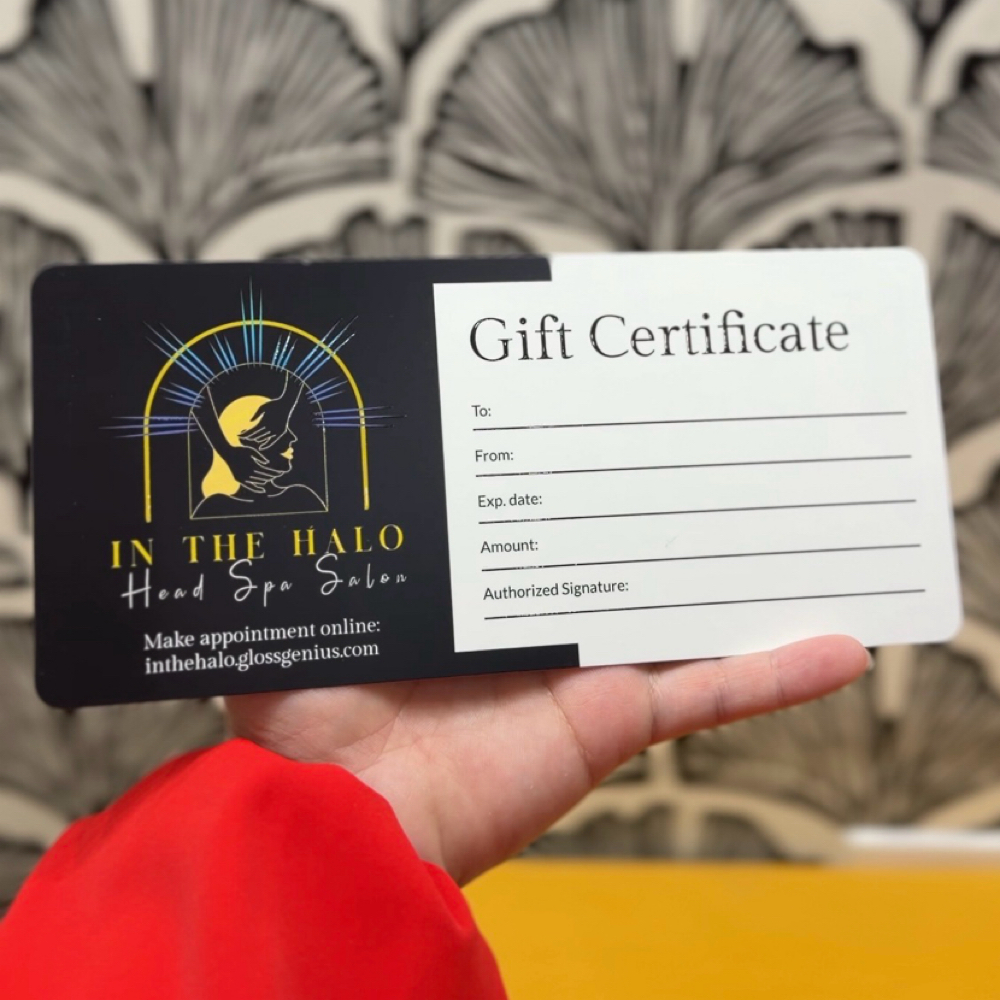 IN THE HALO
Head Spa Salon
Make appointment online:
inthehalo.glossgenius.com
Gift Certificate
To:
From:
Exp. date:
Amount:
Authorized Signature: